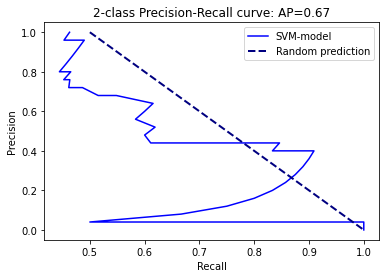 2-class Precision-Recall curve: AP=0.67
SVM-model
Random prediction
Precision
1.0
0.8
0.6
0.4
0.2
0.0
0.5 0.6 0.7 0.8 0.9 1.0
Recall